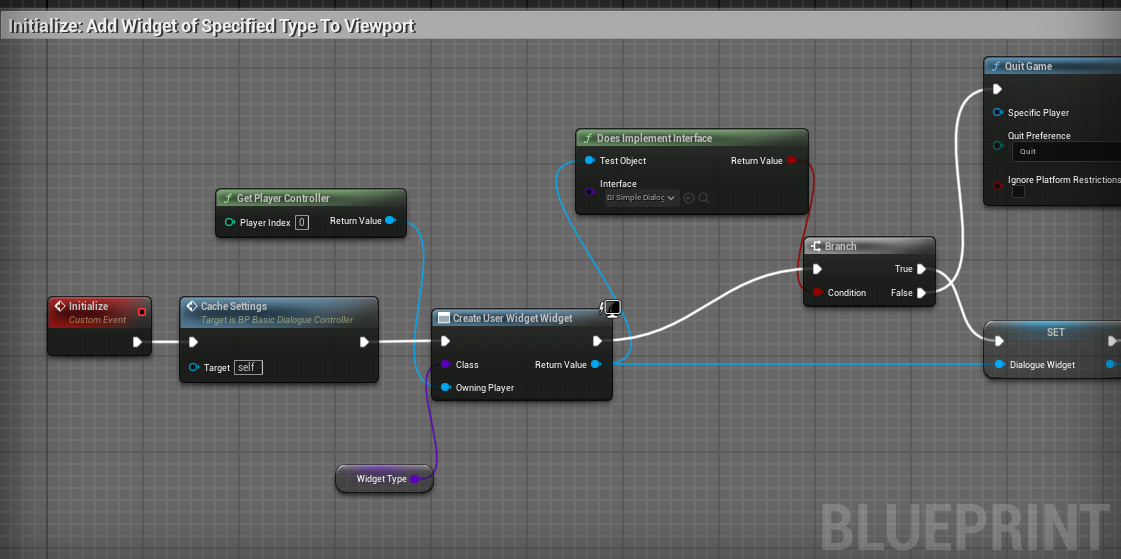 Initialize: Add Widget of Specified Type To Viewport
Quit Game
Specific Player
Quit Preference
Quit
Ignore Platform Restrictions
Does Implement Interface
Test Object
Return Value
Interface
BI Simple Dialog
Get Player Controller
Player Index 0
Return Value
Branch
True
Condition
False
Initialize
Custom Event
Cache Settings
Target is BP Basic Dialogue Controller
Target self
Create User Widget Widget
Class
Return Value
Owning Player
SET
Dialogue Widget
Widget Type
BLUEPRINT